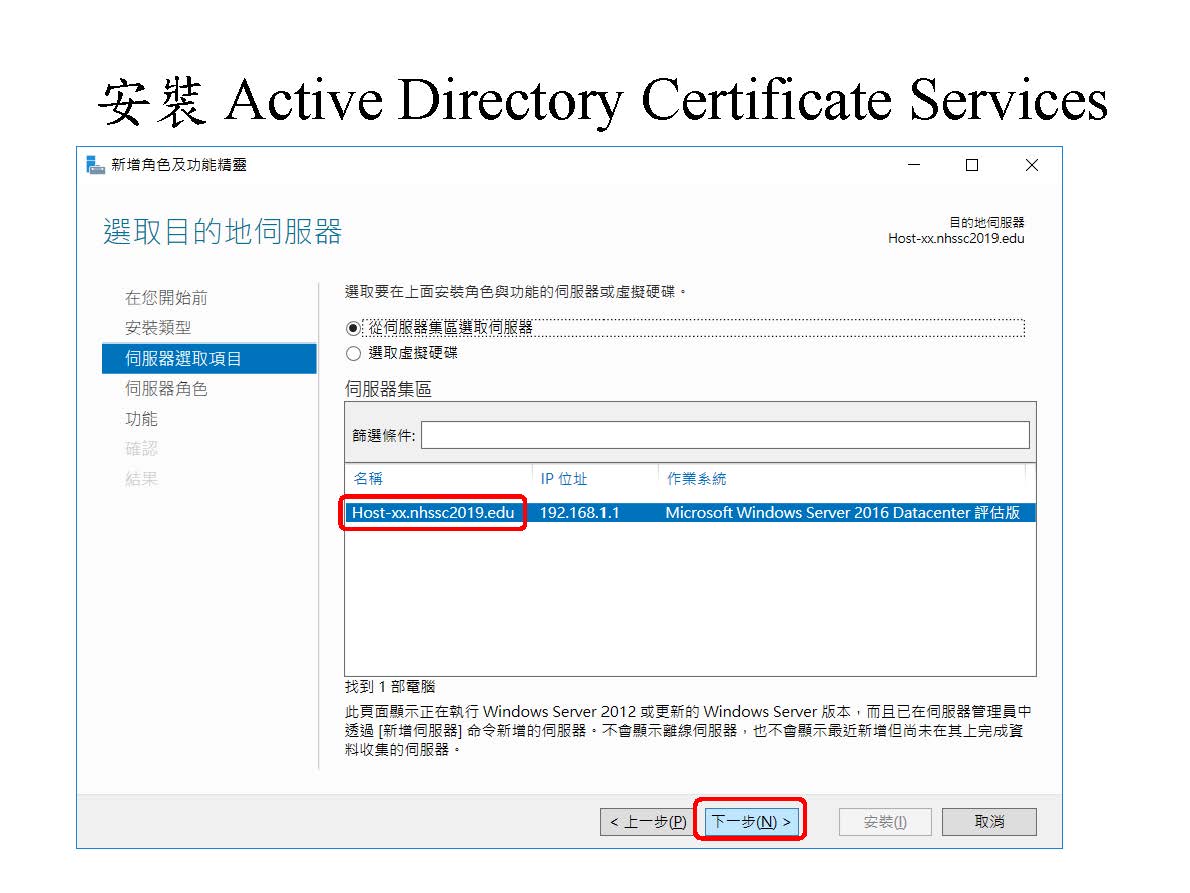 安裝 Active Directory Certificate Services
新增角色及功能精靈
選取目的地伺服器
目的地伺服器
Host-xx.nhssc2019.edu
在您開始前
安裝類型
伺服器選取項目
伺服器角色
功能
確認
結果
選取要在上面安裝角色與功能的伺服器或虛擬硬碟。
從伺服器集區選取伺服器
選取虛擬硬碟
伺服器集區
篩選條件:
名稱 IP 位址 作業系統
Host-xx.nhssc2019.edu 192.168.1.1 Microsoft Windows Server 2016 Datacenter 評估版
找到 1 部電腦
此頁面顯示正在執行 Windows Server 2012 或更新的 Windows Server 版本，而且已在伺服器管理員中
透過 [新增伺服器] 命令新增的伺服器。不會顯示離線伺服器，也不會顯示最近新增但尚未在其上完成資
料收集的伺服器。
< 上一步(P) 下一步(N) > 安裝(I) 取消